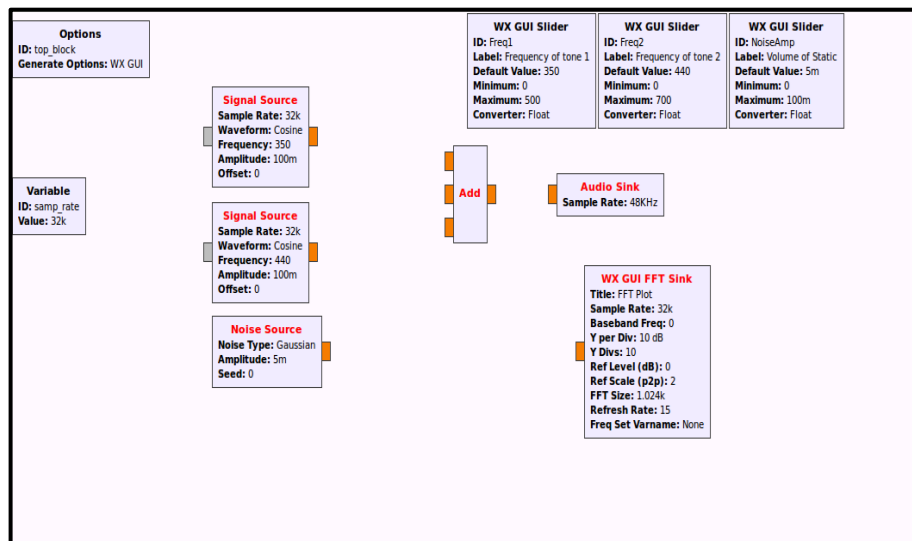 Options
ID: top_block
Generate Options: WX GUI
WX GUI Slider
ID: Freq1
Label: Frequency of tone 1
Default Value: 350
Minimum: 0
Maximum: 500
Converter: Float
WX GUI Slider
ID: Freq2
Label: Frequency of tone 2
Default Value: 440
Minimum: 0
Maximum: 700
Converter: Float
WX GUI Slider
ID: NoiseAmp
Label: Volume of Static
Default Value: 5m
Minimum: 0
Maximum: 100m
Converter: Float
Signal Source
Sample Rate: 32k
Waveform: Cosine
Frequency: 350
Amplitude: 100m
Offset: 0
Variable
ID: samp_rate
Value: 32k
Add
Audio Sink
Sample Rate: 48KHz
Signal Source
Sample Rate: 32k
Waveform: Cosine
Frequency: 440
Amplitude: 100m
Offset: 0
WX GUI FFT Sink
Title: FFT Plot
Sample Rate: 32k
Baseband Freq: 0
Y per Div: 10 dB
Y Divs: 10
Ref Level (dB): 0
Ref Scale (p2p): 2
FFT Size: 1.024k
Refresh Rate: 15
Freq Set Varname: None
Noise Source
Noise Type: Gaussian
Amplitude: 5m
Seed: 0